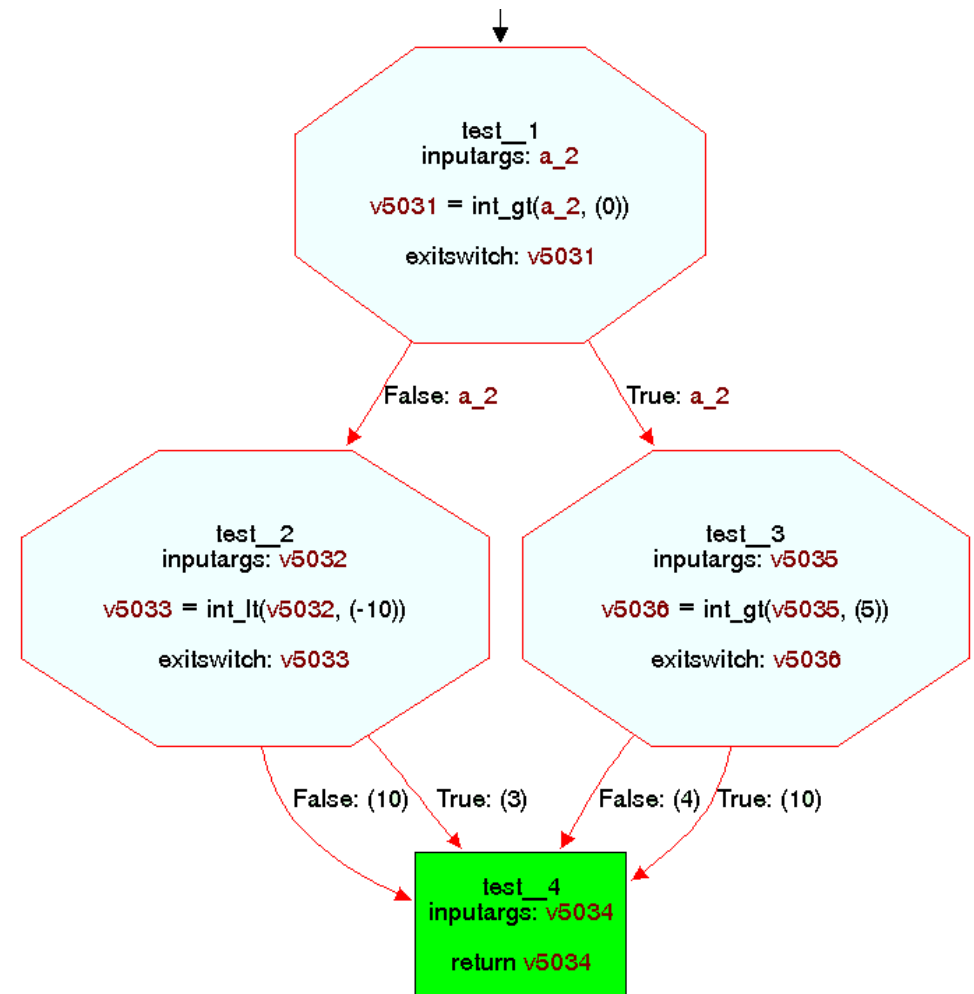 test__1
inputargs: a_2
v5031 = int_gt(a_2, (0))
exitswitch: v5031
False: a_2
True: a_2
test__2
inputargs: v5032
v5033 = int_lt(v5032, (-10))
exitswitch: v5033
test__3
inputargs: v5035
v5036 = int_gt(v5035, (5))
exitswitch: v5036
False: (10)
True: (3)
False: (4)
True: (10)
test__4
inputargs: v5034
return v5034